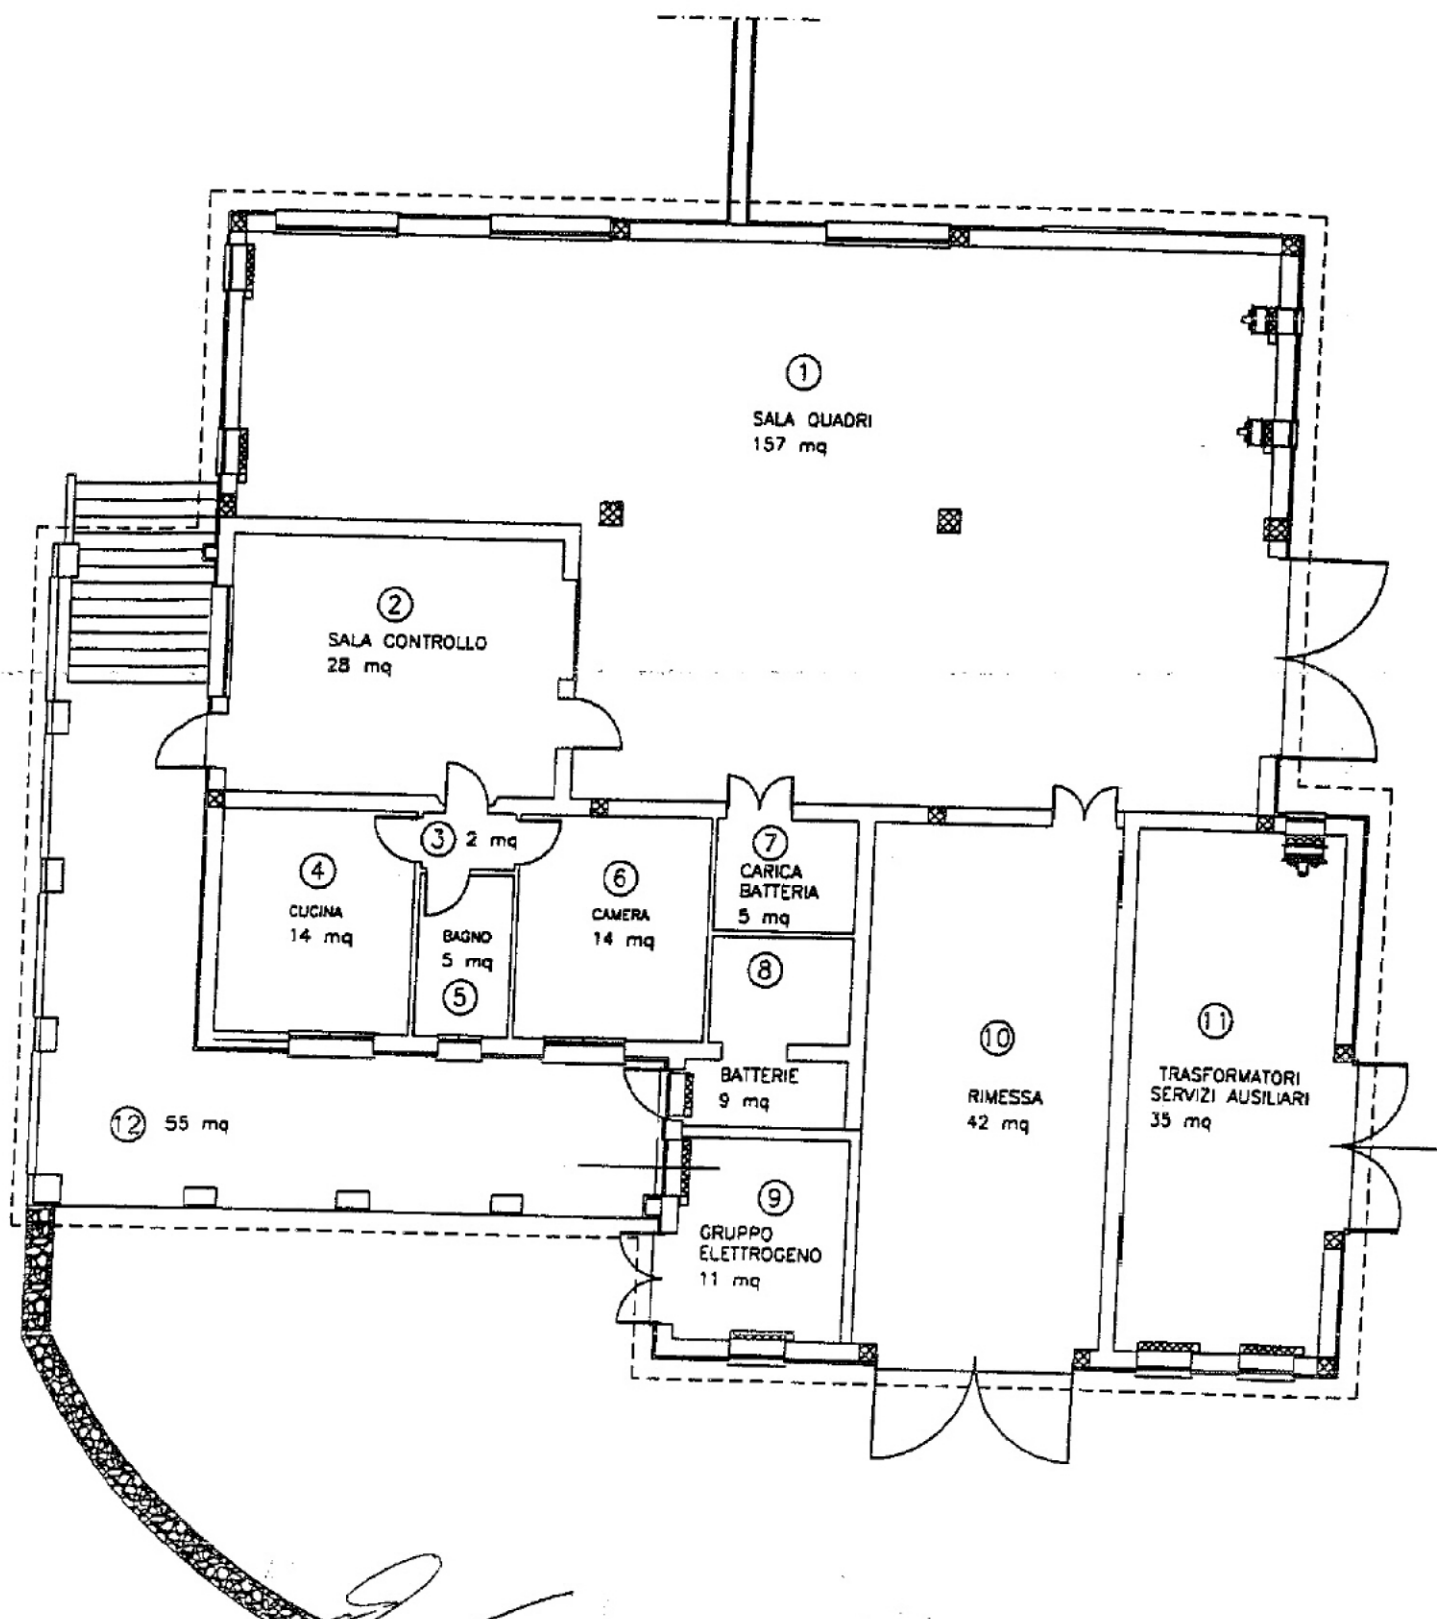 1
SALA QUADRI
157 mq
2
SALA CONTROLLO
28 mq
3 2 mq
4
CUCINA
14 mq
BAGNO
5 mq
5
6
CAMERA
14 mq
7
CARICA
BATTERIA
5 mq
8
BATTERIE
9 mq
9
GRUPPO
ELETTROGENO
11 mq
10
RIMESSA
42 mq
11
TRASFORMATORI
SERVIZI AUSILIARI
35 mq
12 55 mq